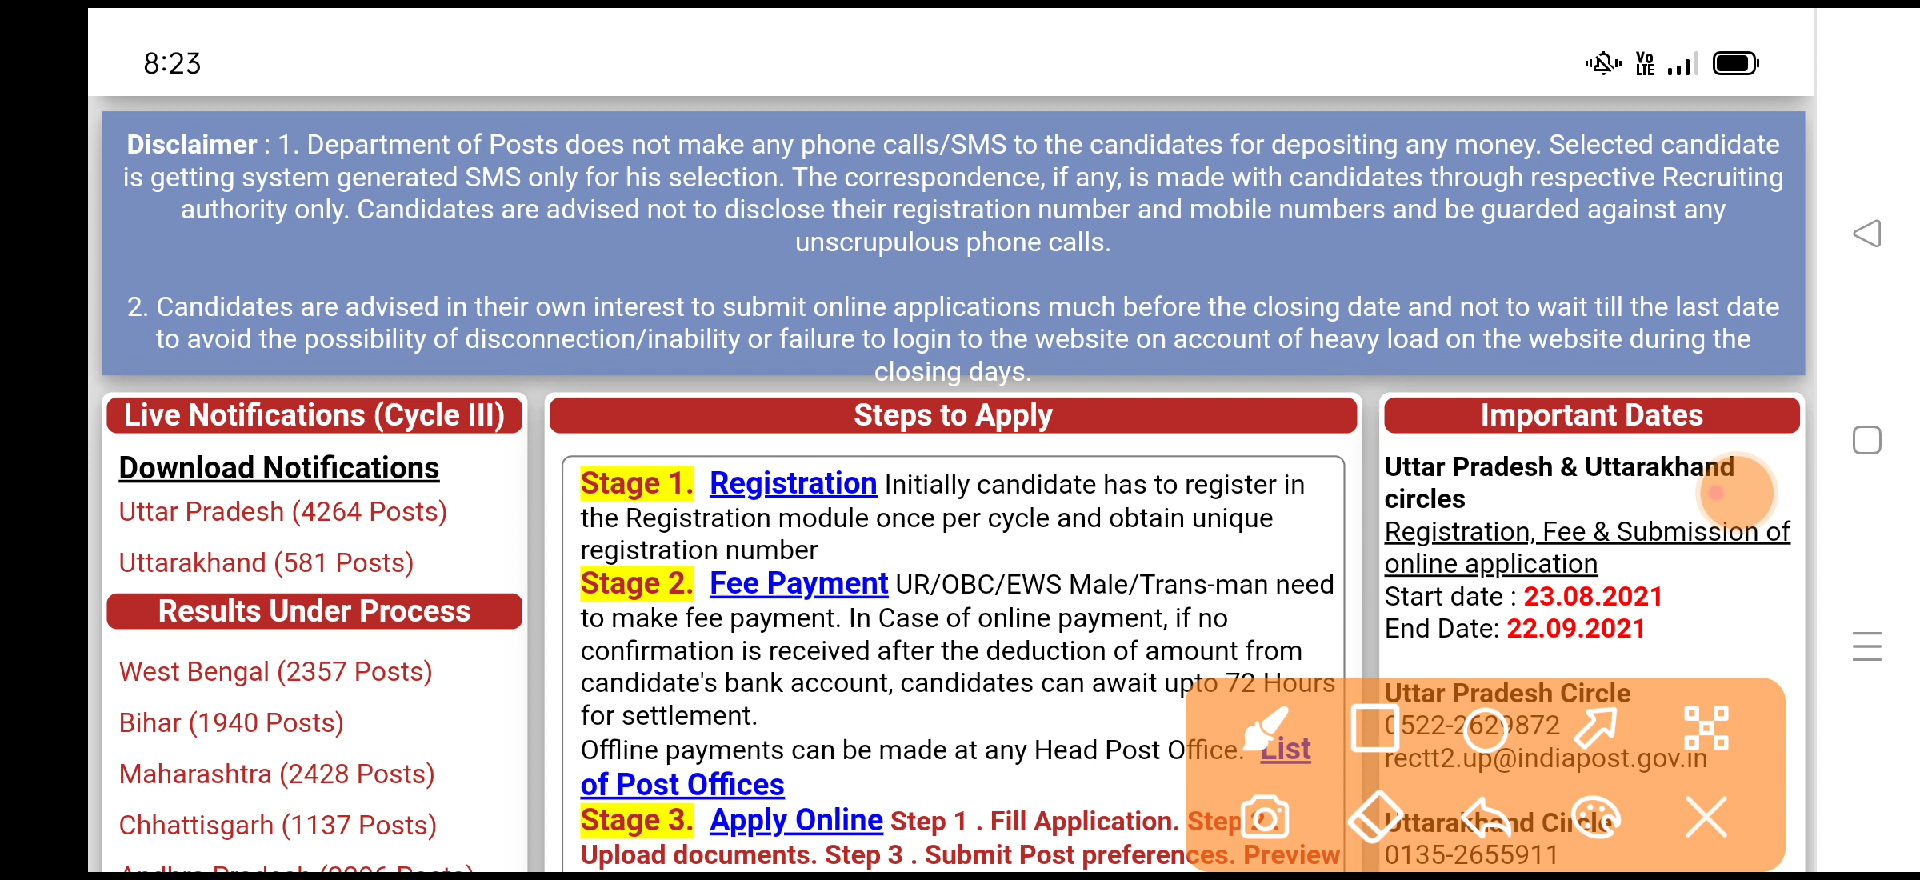 8:23
Vo
LTE
Disclaimer : 1. Department of Posts does not make any phone calls/SMS to the candidates for depositing any money. Selected candidate
is getting system generated SMS only for his selection. The correspondence, if any, is made with candidates through respective Recruiting
authority only. Candidates are advised not to disclose their registration number and mobile numbers and be guarded against any
unscrupulous phone calls.
2. Candidates are advised in their own interest to submit online applications much before the closing date and not to wait till the last date
to avoid the possibility of disconnection/inability or failure to login to the website on account of heavy load on the website during the
closing days.
Live Notifications (Cycle III)
Download Notifications
Uttar Pradesh (4264 Posts)
Uttarakhand (581 Posts)
Results Under Process
West Bengal (2357 Posts)
Bihar (1940 Posts)
Maharashtra (2428 Posts)
Chhattisgarh (1137 Posts)
Steps to Apply
Stage 1. Registration Initially candidate has to register in
the Registration module once per cycle and obtain unique
registration number
Stage 2. Fee Payment UR/OBC/EWS Male/Trans-man need
to make fee payment. In Case of online payment, if no
confirmation is received after the deduction of amount from
candidate's bank account, candidates can await upto 72 Hours
for settlement.
Offline payments can be made at any Head Post Office. List
of Post Offices
Stage 3. Apply Online Step 1 . Fill Application. Step 2 .
Upload documents. Step 3 . Submit Post preferences. Preview
Important Dates
Uttar Pradesh & Uttarakhand
circles
Registration, Fee & Submission of
online application
Start date : 23.08.2021
End Date: 22.09.2021
Uttar Pradesh Circle
0522-2629872
rectt2.up@indiapost.gov.in
Uttarakhand Circle
0135-2655911